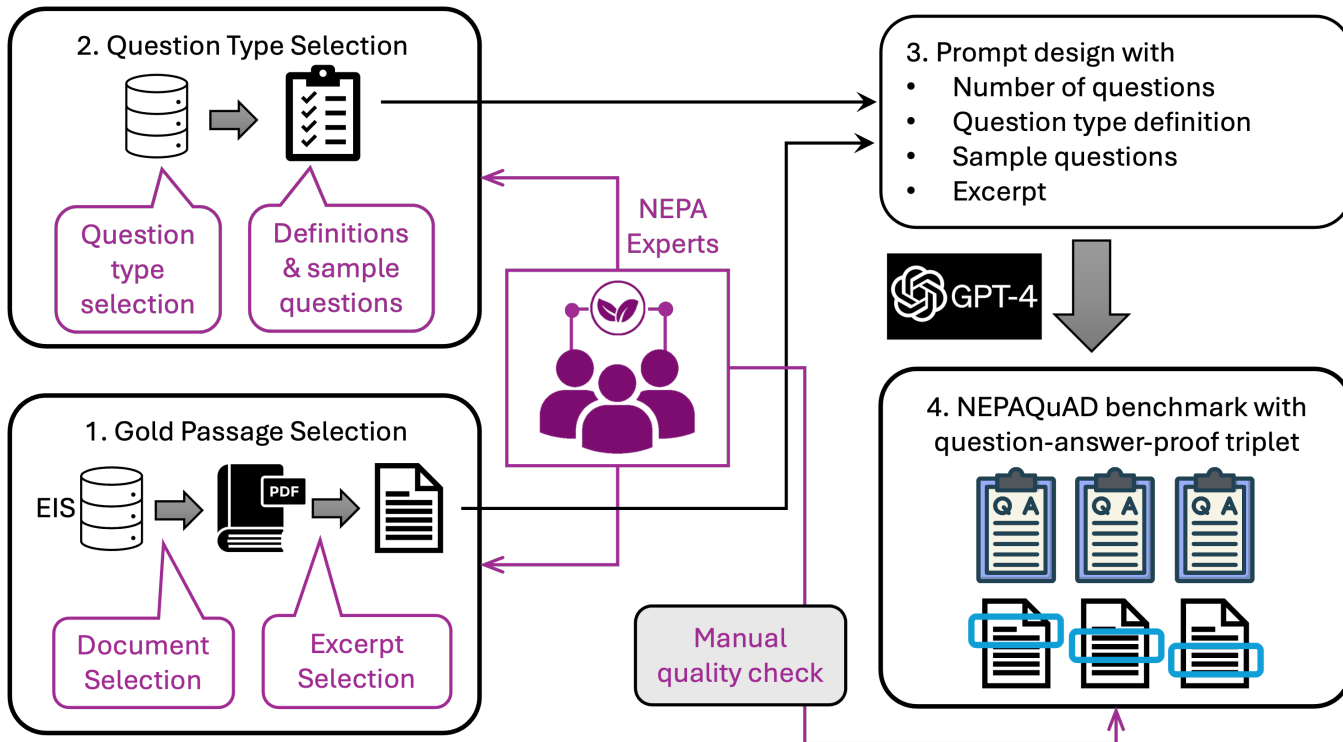 2. Question Type Selection
Question
type
selection
Definitions
& sample
questions
1. Gold Passage Selection
EIS
PDF
Document
Selection
Excerpt
Selection
NEPA
Experts
Manual
quality check
3. Prompt design with
• Number of questions
• Question type definition
• Sample questions
• Excerpt
GPT-4
4. NEPAQuAD benchmark with
question-answer-proof triplet
Q A
Q A
Q A